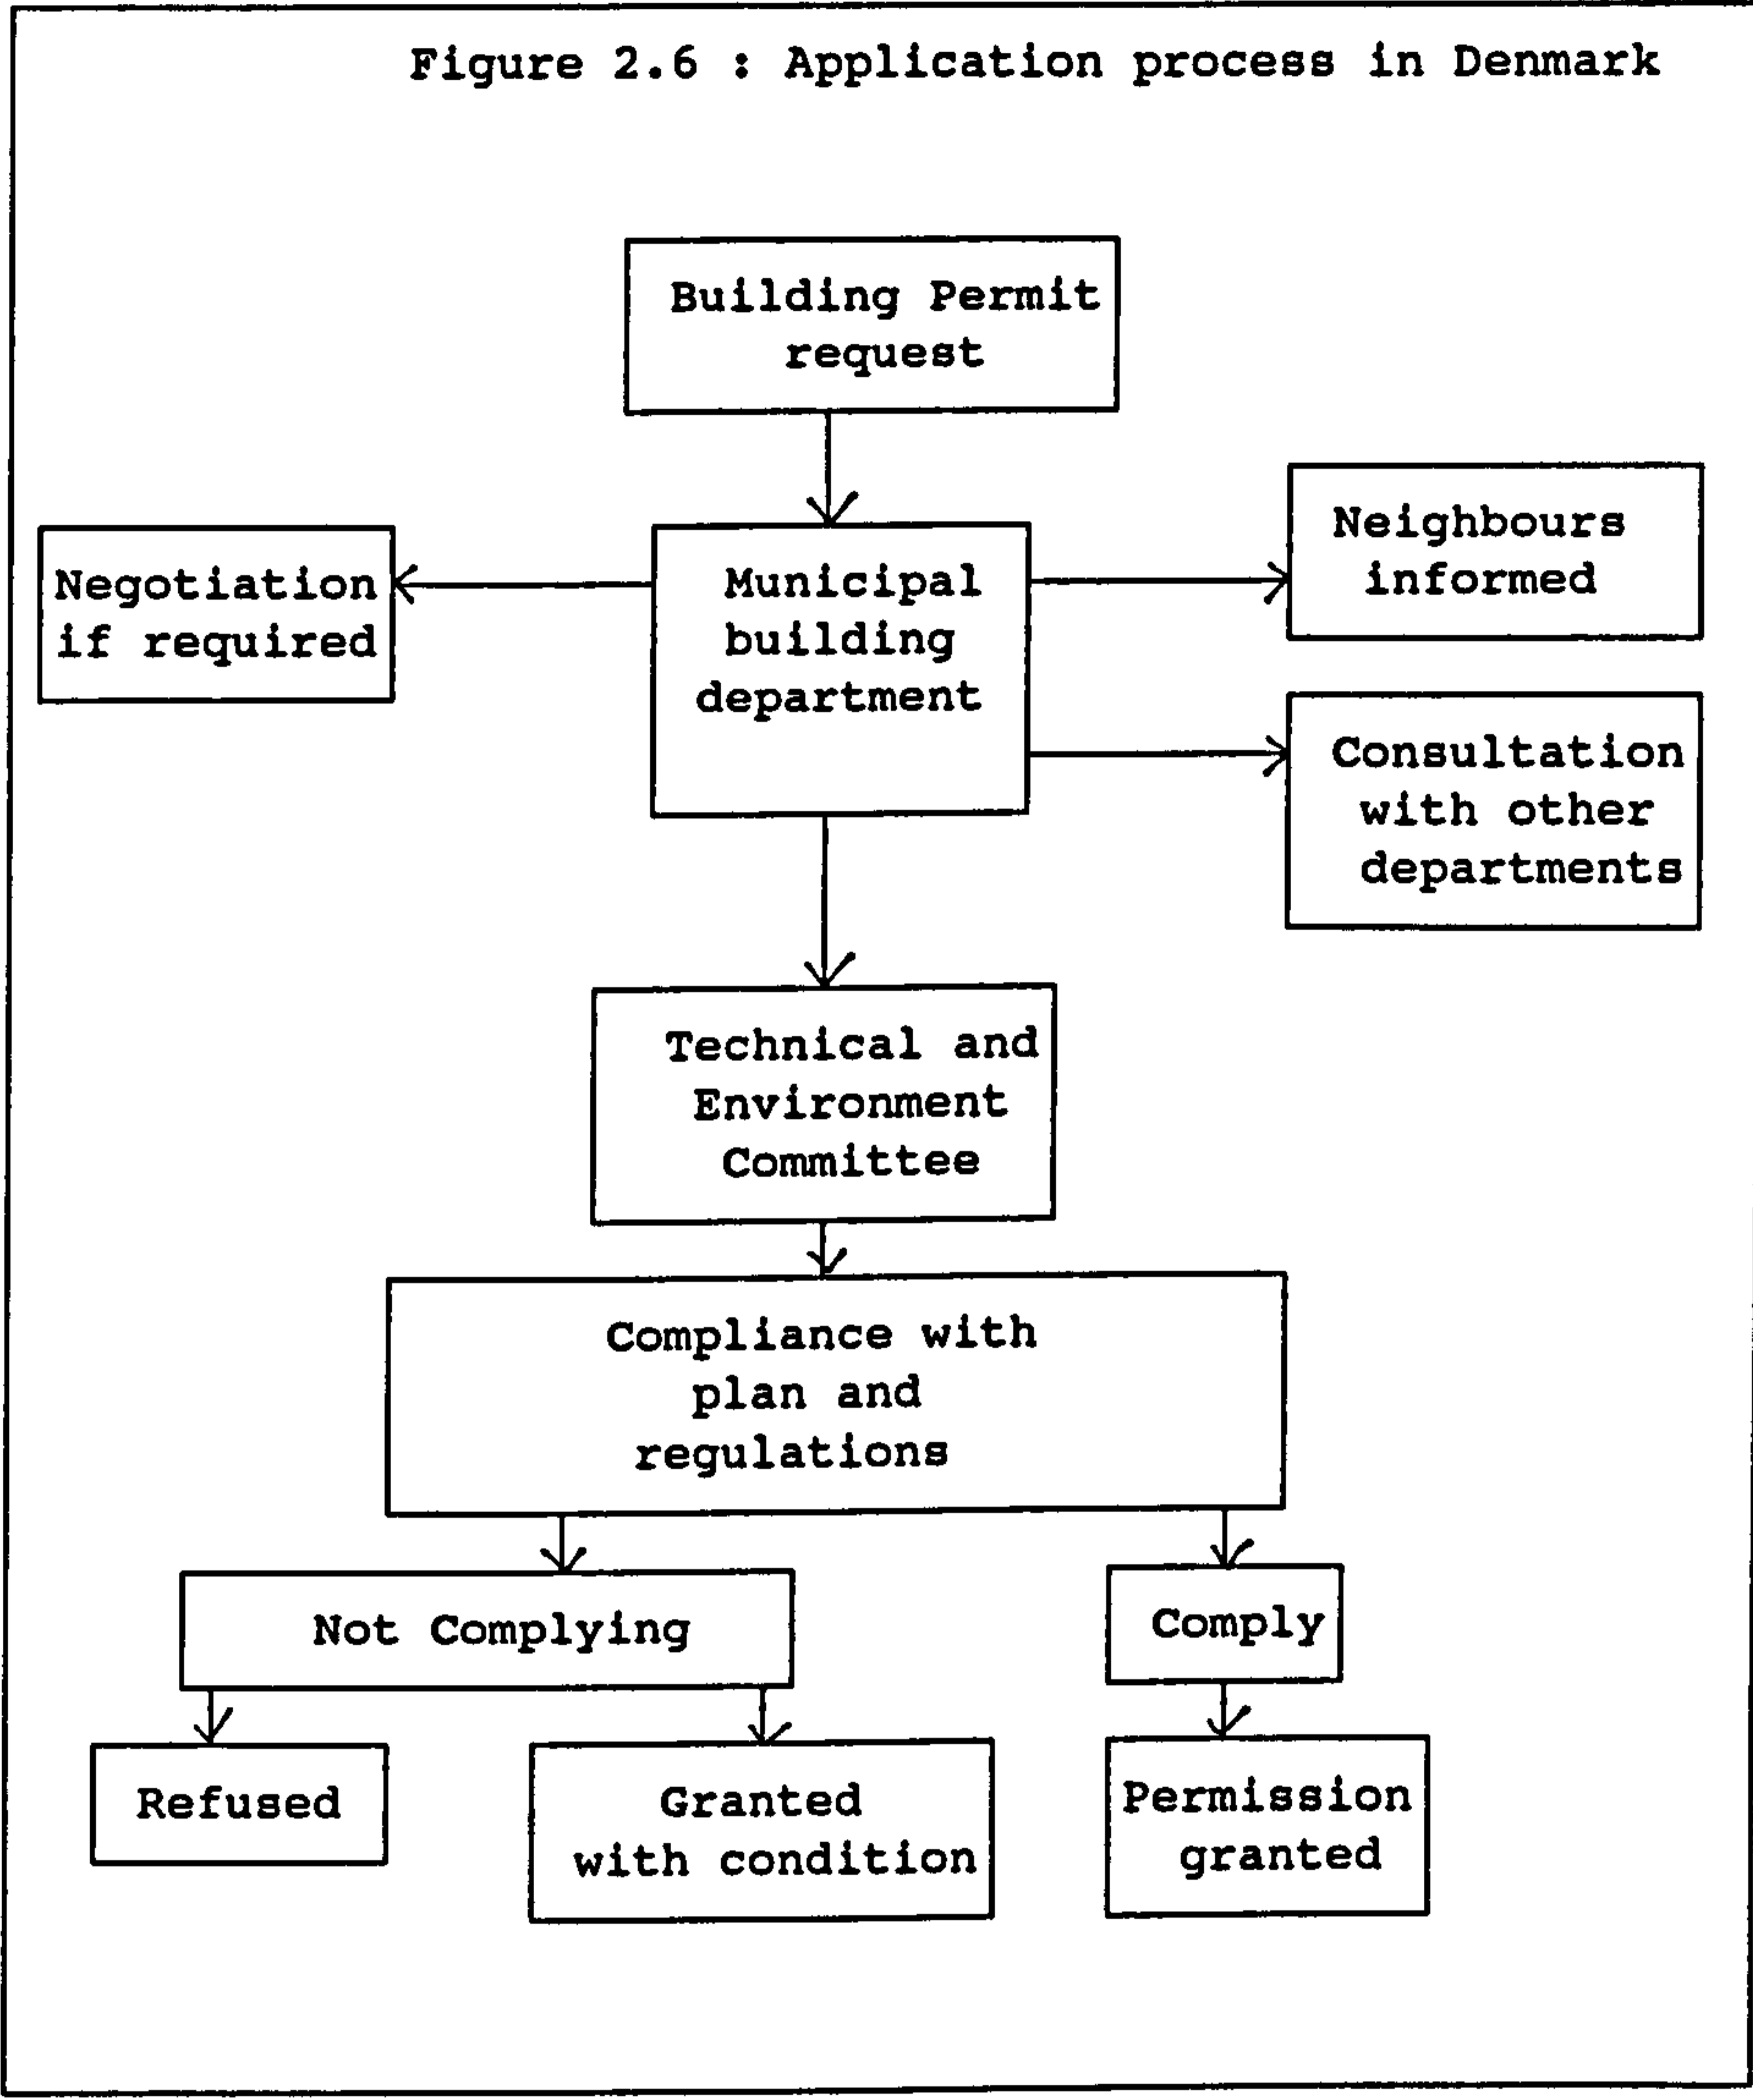 Figure 2.6 : Application process in Denmark
Building Permit
request
Negotiation
if required
Municipal
building
department
Neighbours
informed
Consultation
with other
departments
Technical and
Environment
Committee
Compliance with
plan and
regulations
Not Complying
Comply
Refused
Granted
with condition
Permission
granted